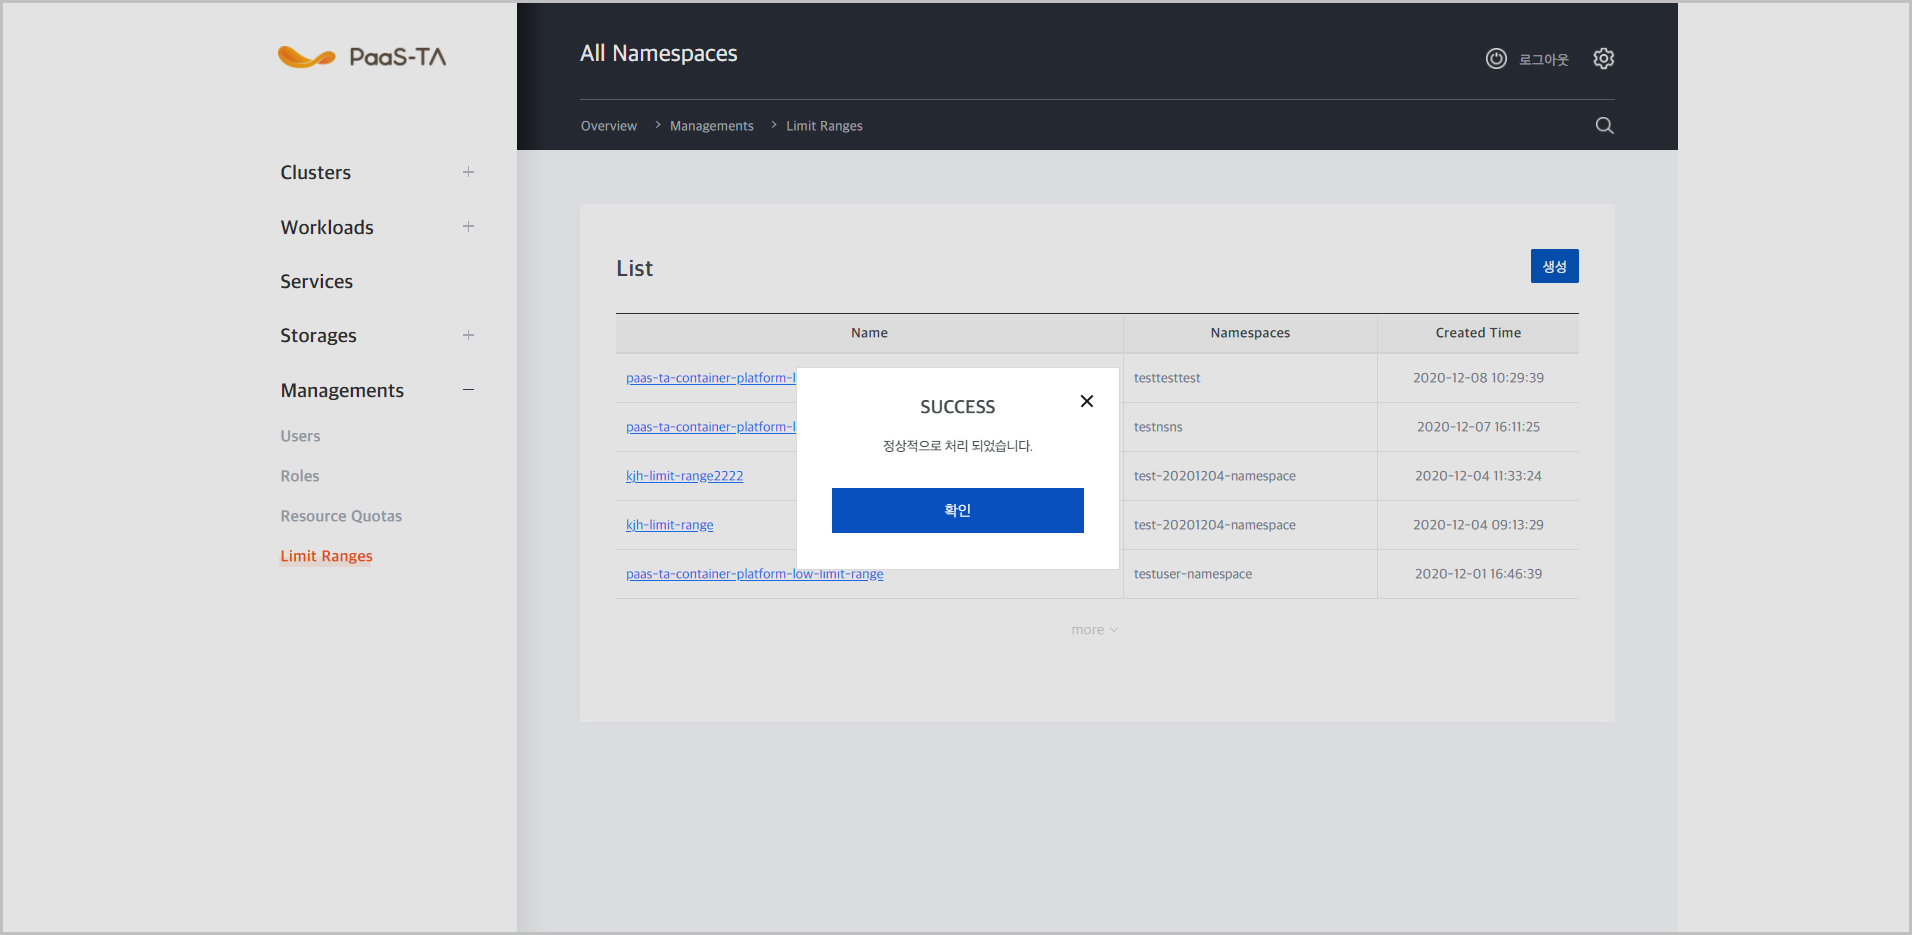 PaaS-TA
All Namespaces
로그아웃
Overview > Managements > Limit Ranges
Clusters
Workloads
Services
Storages
Managements
Users
Roles
Resource Quotas
Limit Ranges
List
생성
Name Namespaces Created Time
paas-ta-container-platform-l testtesttest 2020-12-08 10:29:39
paas-ta-container-platform-l testnsns 2020-12-07 16:11:25
kjh-limit-range2222 test-20201204-namespace 2020-12-04 11:33:24
kjh-limit-range test-20201204-namespace 2020-12-04 09:13:29
paas-ta-container-platform-low-limit-range testuser-namespace 2020-12-01 16:46:39
more
SUCCESS
정상적으로 처리 되었습니다.
확인